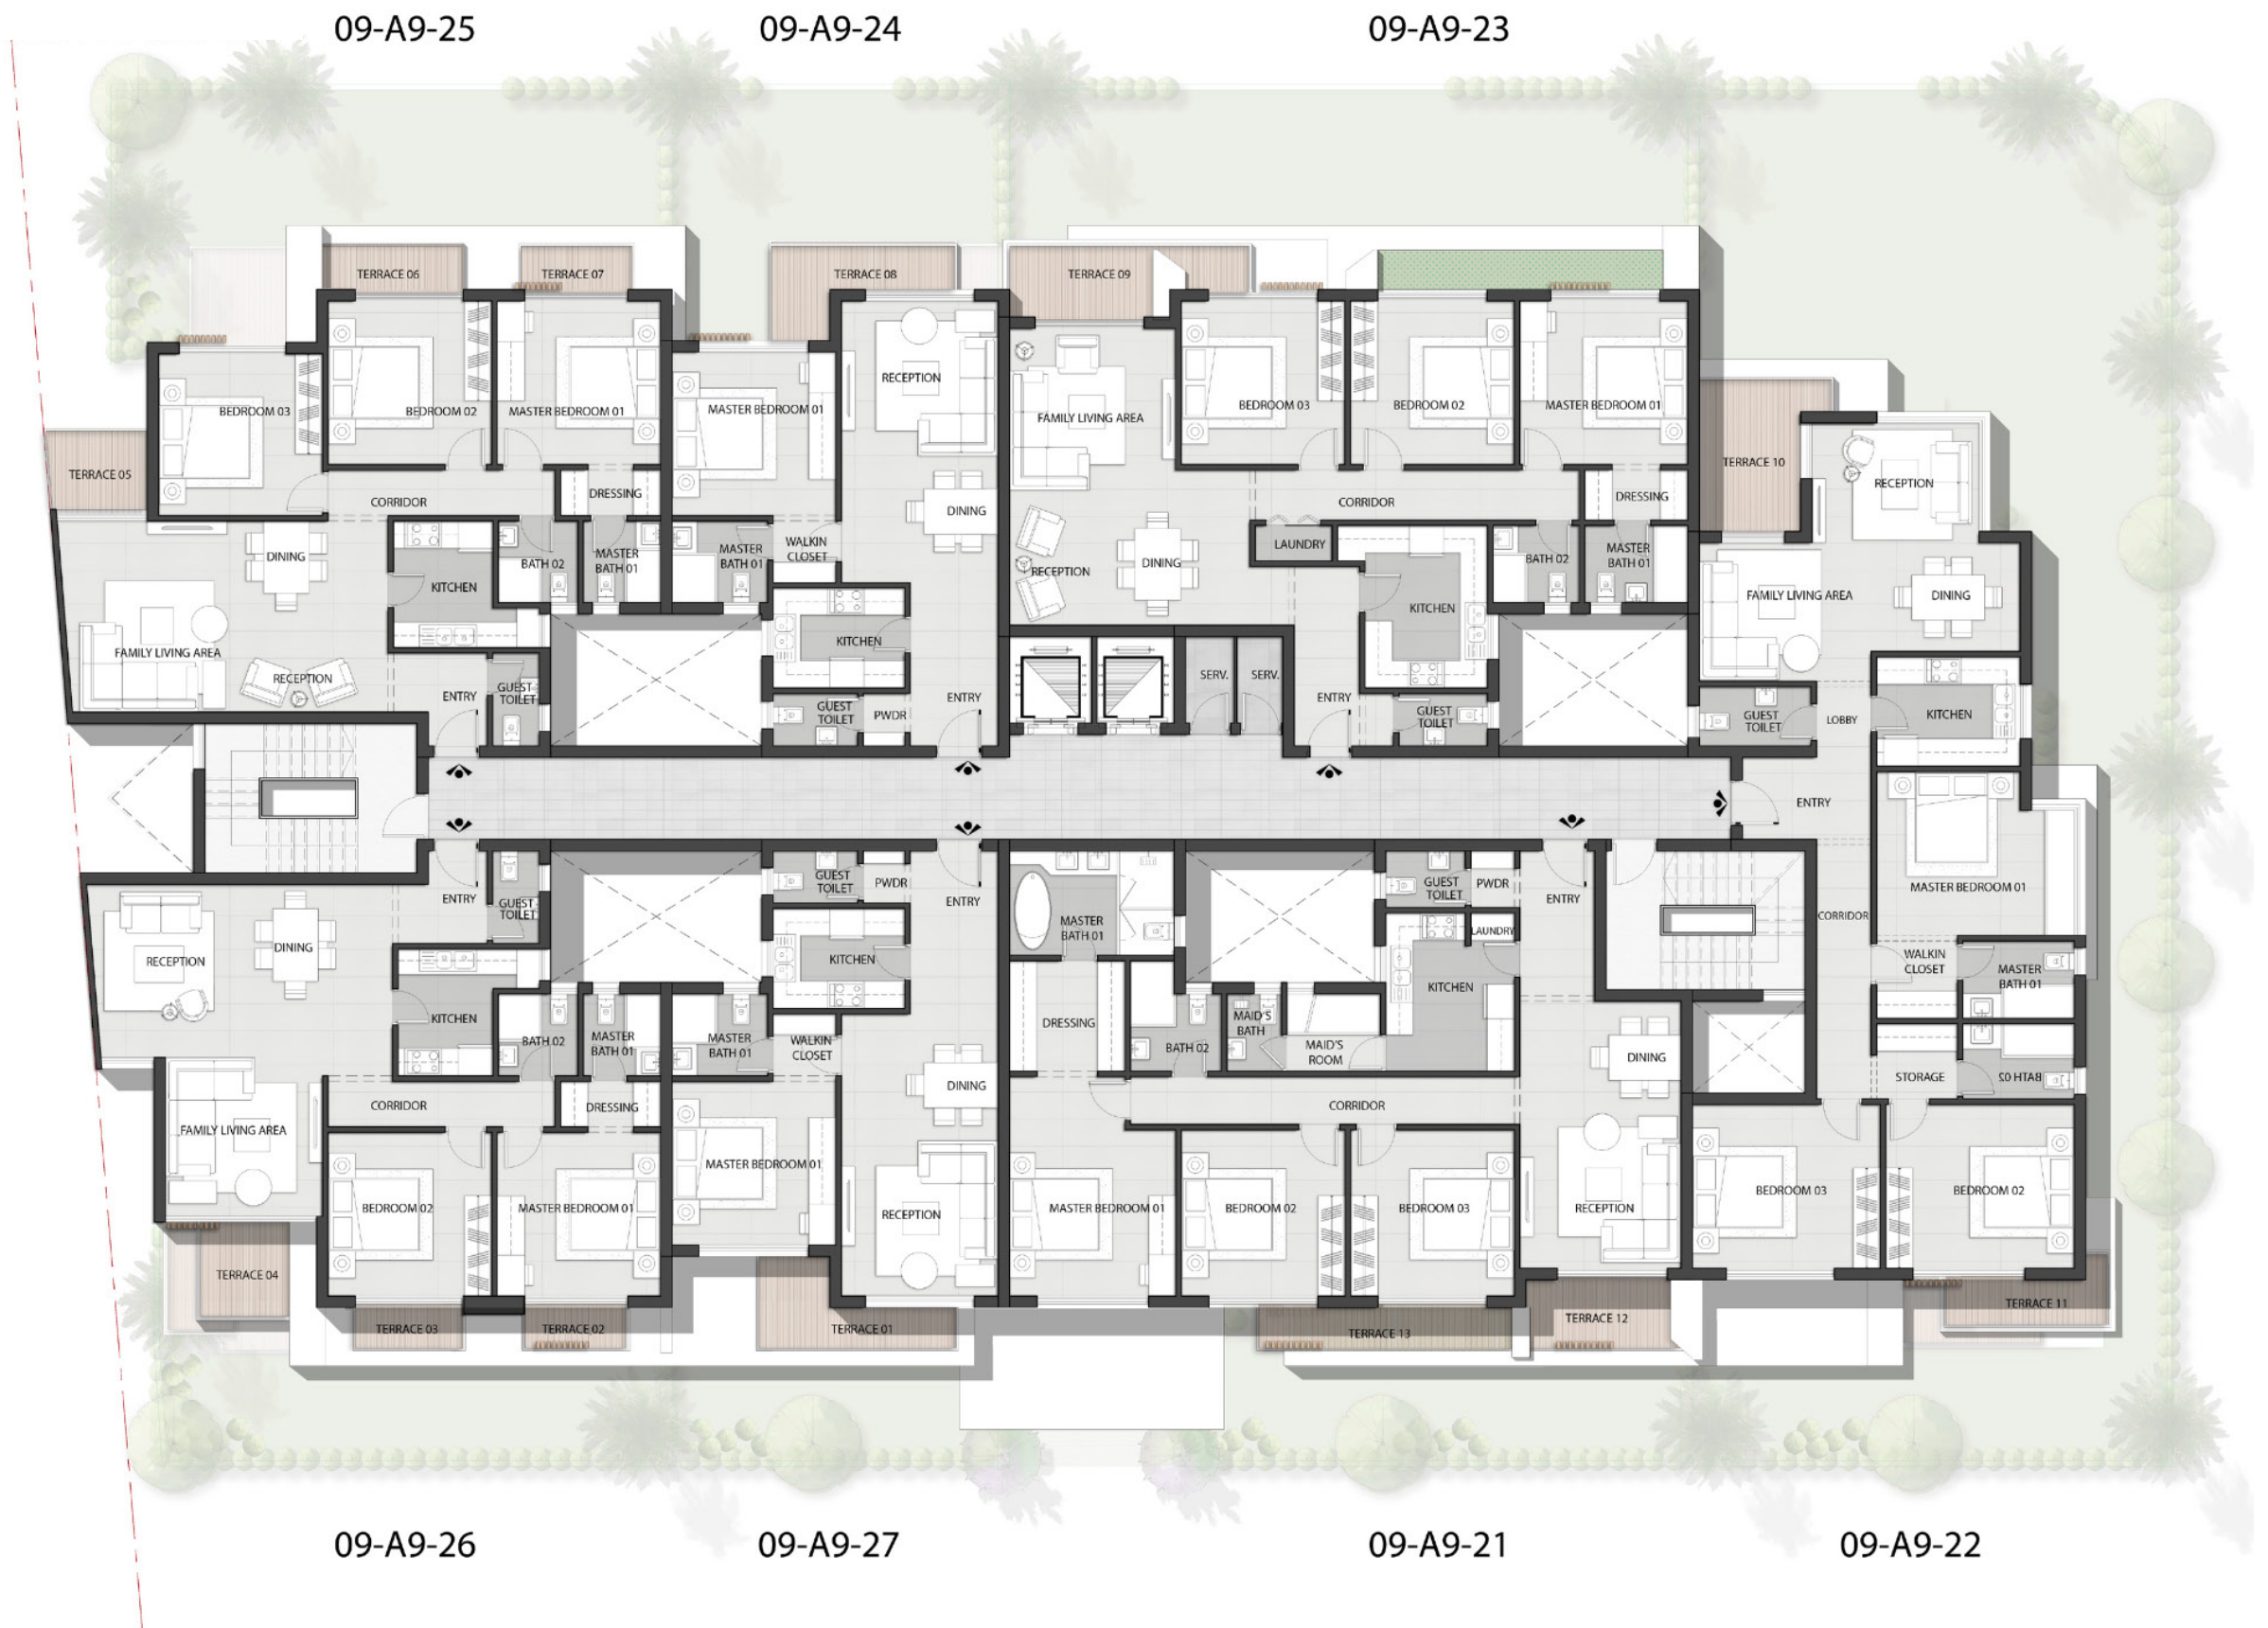 09-A9-25
09-A9-24
09-A9-23
TERRACE 06
TERRACE 07
TERRACE 08
TERRACE 09
BEDROOM 03
BEDROOM 02
MASTER BEDROOM 01
MASTER BEDROOM 01
RECEPTION
FAMILY LIVING AREA
BEDROOM 03
BEDROOM 02
MASTER BEDROOM 01
TERRACE 05
CORRIDOR
DRESSING
DINING
CORRIDOR
DRESSING
TERRACE 10
RECEPTION
DINING
KITCHEN
BATH 02
MASTER
BATH 01
MASTER
BATH 01
WALKIN
CLOSET
RECEPTION
DINING
LAUNDRY
KITCHEN
BATH 02
MASTER
BATH 01
FAMILY LIVING AREA
DINING
FAMILY LIVING AREA
RECEPTION
ENTRY
GUEST
TOILET
KITCHEN
GUEST
TOILET
PWDR
ENTRY
SERV.
SERV.
ENTRY
GUEST
TOILET
GUEST
TOILET
LOBBY
KITCHEN
ENTRY
MASTER BEDROOM 01
ENTRY
GUEST
TOILET
GUEST
TOILET
PWDR
ENTRY
MASTER
BATH 01
GUEST
TOILET
PWDR
ENTRY
LAUNDRY
CORRIDOR
RECEPTION
DINING
KITCHEN
KITCHEN
WALKIN
CLOSET
MASTER
BATH 01
KITCHEN
BATH 02
MASTER
BATH 01
MASTER
BATH 01
WALKIN
CLOSET
DRESSING
BATH 02
MAID'S
BATH
MAID'S
ROOM
DINING
STORAGE
BATH 02
CORRIDOR
DRESSING
DINING
CORRIDOR
FAMILY LIVING AREA
BEDROOM 02
MASTER BEDROOM 01
MASTER BEDROOM 01
RECEPTION
MASTER BEDROOM 01
BEDROOM 02
BEDROOM 03
RECEPTION
BEDROOM 03
BEDROOM 02
TERRACE 04
TERRACE 03
TERRACE 02
TERRACE 01
TERRACE 13
TERRACE 12
TERRACE 11
09-A9-26
09-A9-27
09-A9-21
09-A9-22